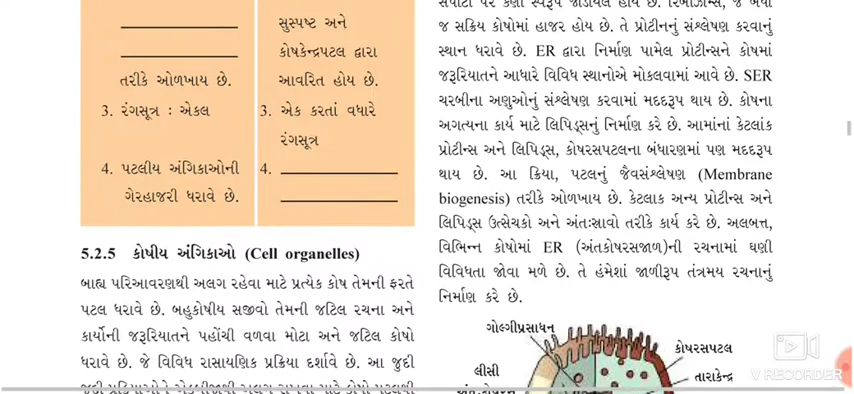 સુસ્પષ્ટ અને
કોષકેન્દ્રપટલ દ્વારા
તરીકે ઓળખાય છે.
આવરિત હોય છે.
3. રંગસૂત્ર : એકલ
3. એક કરતાં વધારે
રંગસૂત્ર
4. પટલીય અંગિકાઓની
ગેરહાજરી ધરાવે છે.
4.
5.2.5 કોષીય અંગિકાઓ (Cell organelles)
બાહ્ય પરિઆવરણથી અલગ રહેવા માટે પ્રત્યેક કોષ તેમની ફરતે
પટલ ધરાવે છે. બહુકોષીય સજીવો તેમની જટિલ રચના અને
કાર્યોની જરૂરિયાતને પહોંચી વળવા મોટા અને જટિલ કોષો
ધરાવે છે. જે વિવિધ રાસાયણિક પ્રક્રિયા દર્શાવે છે. આ જુદી
જ સક્રિય કોષોમાં હાજર હોય છે. તે પ્રોટીનનું સંશ્લેષણ કરવાનું
સ્થાન ધરાવે છે. ER દ્વારા નિર્માણ પામેલ પ્રોટીન્સને કોષમાં
જરૂરિયાતને આધારે વિવિધ સ્થાનોએ મોકલવામાં આવે છે. SER
ચરબીના અણુઓનું સંશ્લેષણ કરવામાં મદદરૂપ થાય છે. કોષના
અગત્યના કાર્ય માટે લિપિડ્સનું નિર્માણ કરે છે. આમાંનાં કેટલાંક
પ્રોટીન્સ અને લિપિડ્સ, કોષરસપટલના બંધારણમાં પણ મદદરૂપ
થાય છે. આ ક્રિયા, પટલનું જૈવસંશ્લેષણ (Membrane
biogenesis) તરીકે ઓળખાય છે. કેટલાક અન્ય પ્રોટીન્સ અને
લિપિડ્સ ઉત્સેચકો અને અંતઃસ્રાવો તરીકે કાર્ય કરે છે. અલબત્ત,
વિભિન્ન કોષોમાં ER (અંતકોષરસજાળ)ની રચનામાં ઘણી
વિવિધતા જોવા મળે છે. તે હંમેશાં જાળીરૂપ તંત્રમય રચનાનું
નિર્માણ કરે છે.
ગોલ્ગીપ્રસાધન
કોષરસપટલ
લીસી
તારાકેન્દ્ર
V RECORDER